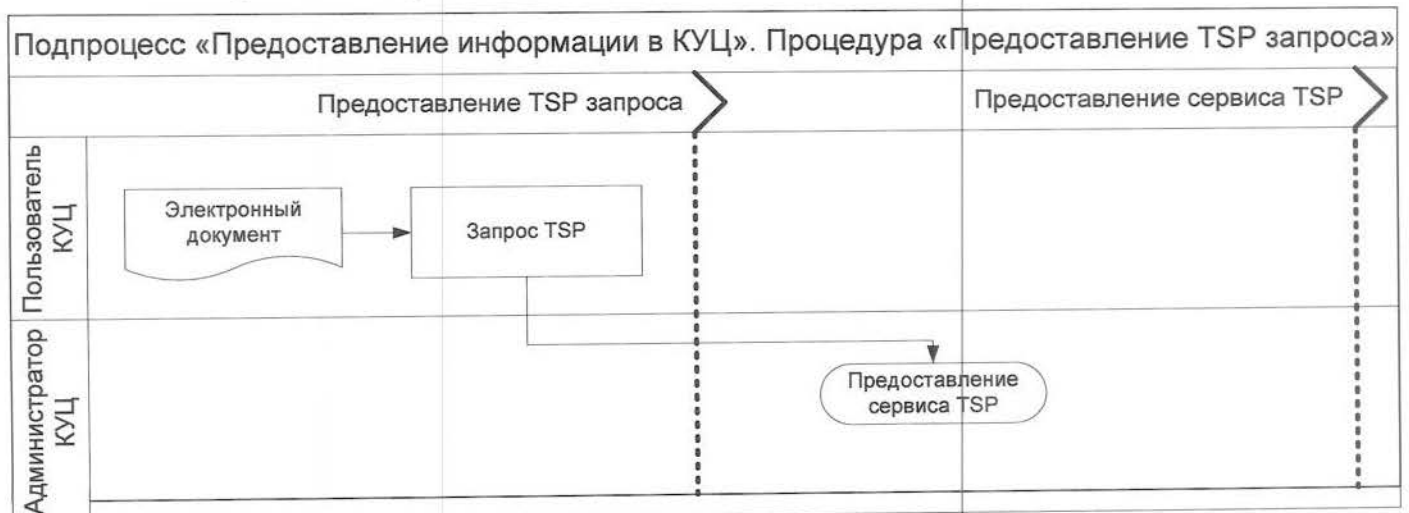 Подпроцесс «Предоставление информации в КУЦ». Процедура «Предоставление TSP запроса»
Предоставление TSP запроса
Предоставление сервиса TSP
Пользователь
КУЦ
Электронный
документ
Запрос TSP
Администратор
КУЦ
Предоставление
сервиса TSP